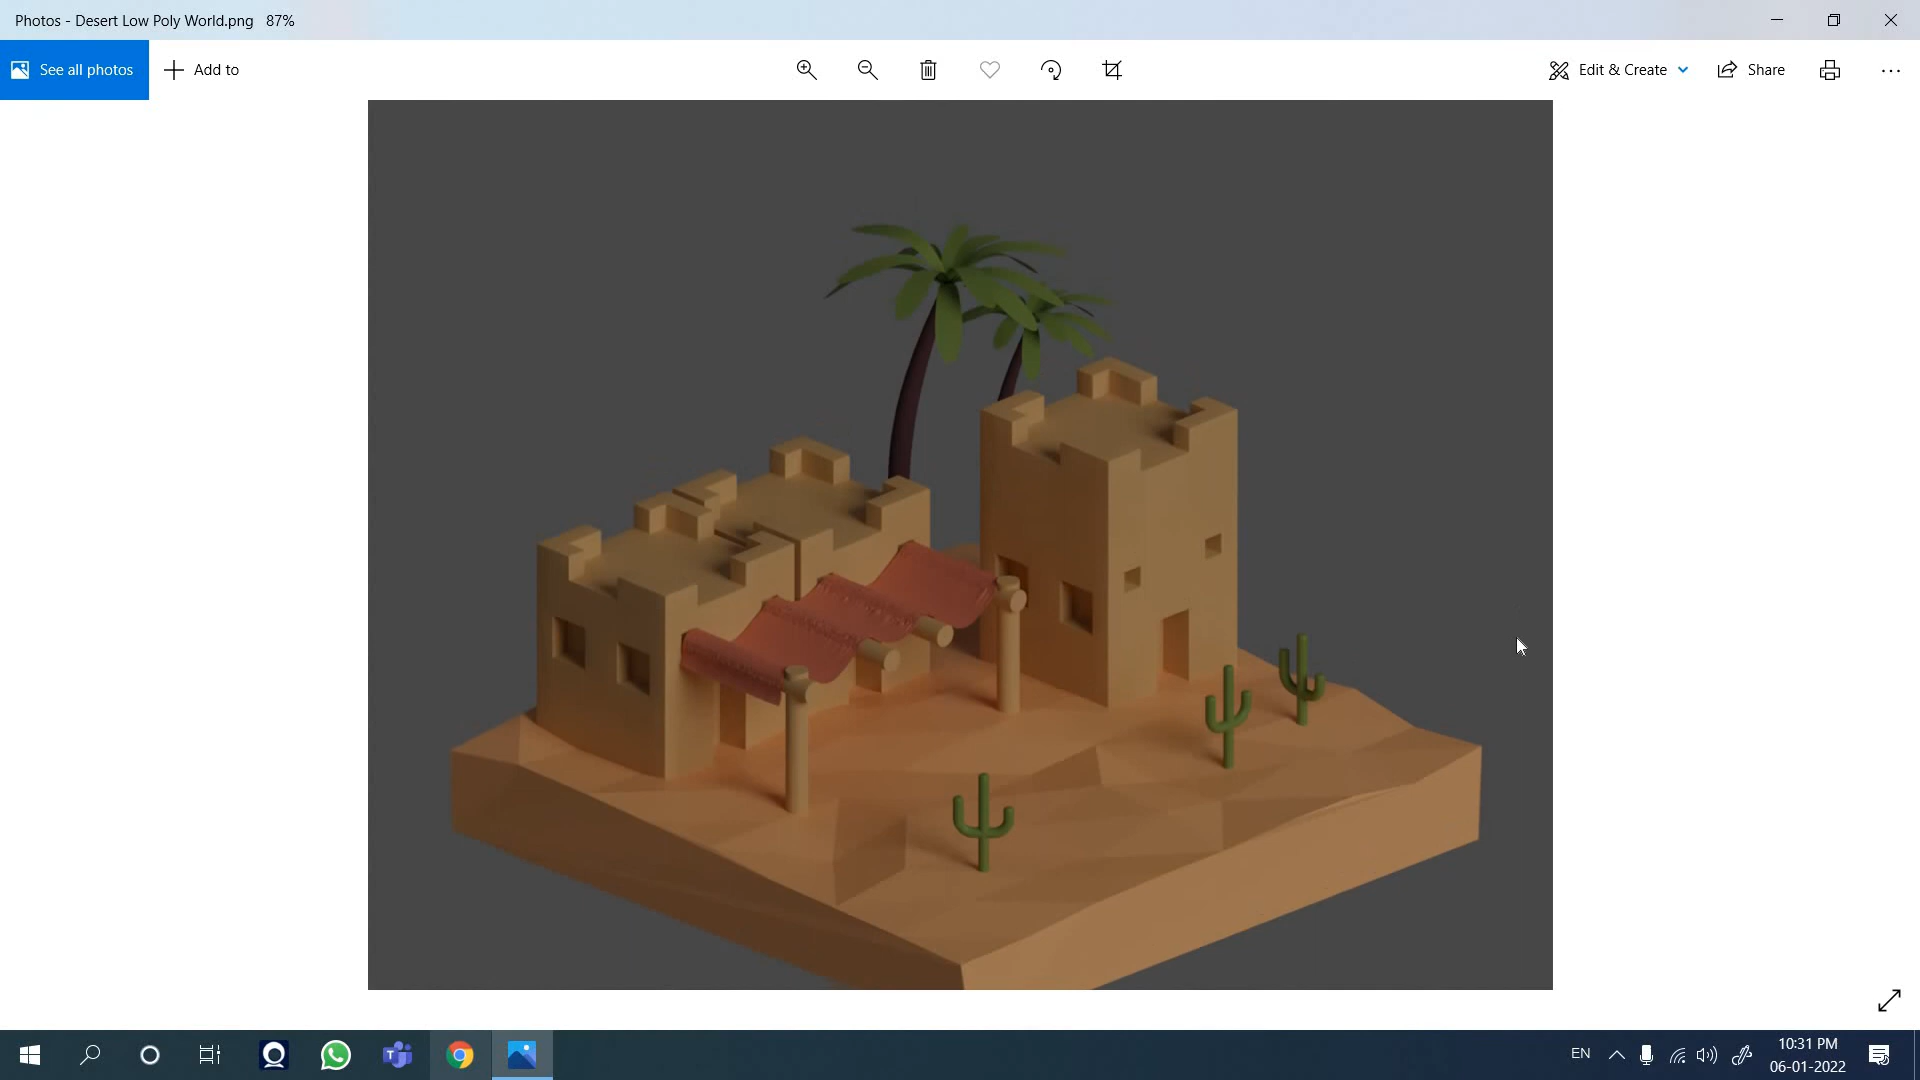 Photos - Desert Low Poly World.png 87%
See all photos
Add to
Edit & Create
Share
EN
10:31 PM
06-01-2022